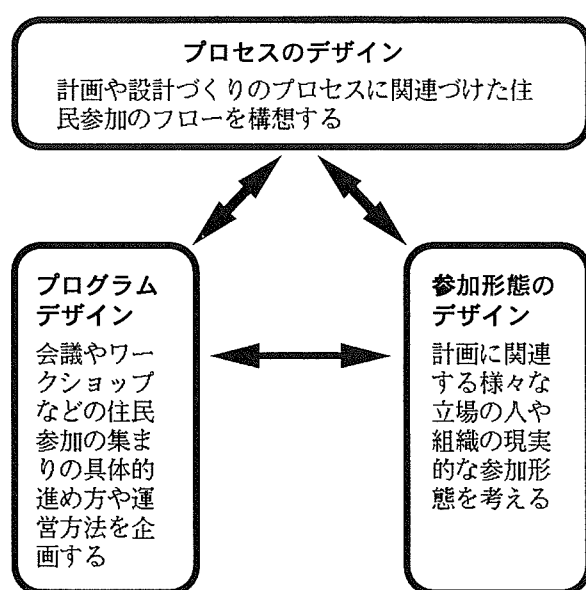 プロセスのデザイン
計画や設計づくりのプロセスに関連づけた住
民参加のフローを構想する
プログラム
デザイン
会議やワー
クショップ
などの住民
参加の集ま
りの具体的
進め方や運
営方法を企
画する
参加形態の
デザイン
計画に関連
する様々な
立場の人や
組織の現実
的な参加形
態を考える